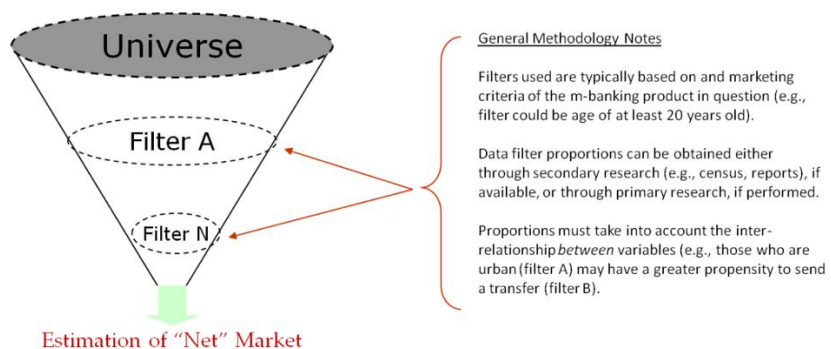 Universe
Filter A
Filter N
Estimation of “Net” Market
General Methodology Notes
Filters used are typically based on and marketing
criteria of the m-banking product in question (e.g.,
filter could be age of at least 20 years old).
Data filter proportions can be obtained either
through secondary research (e.g., census, reports), if
available, or through primary research, if performed.
Proportions must take into account the inter-
relationship between variables (e.g., those who are
urban (filter A) may have a greater propensity to send
a transfer (filter B).